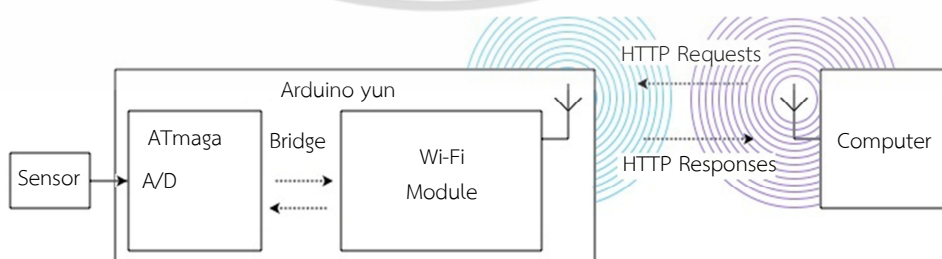 HTTP Requests
Arduino yun
ATmaga
A/D
Bridge
Wi-Fi
Module
Sensor
Computer
HTTP Responses